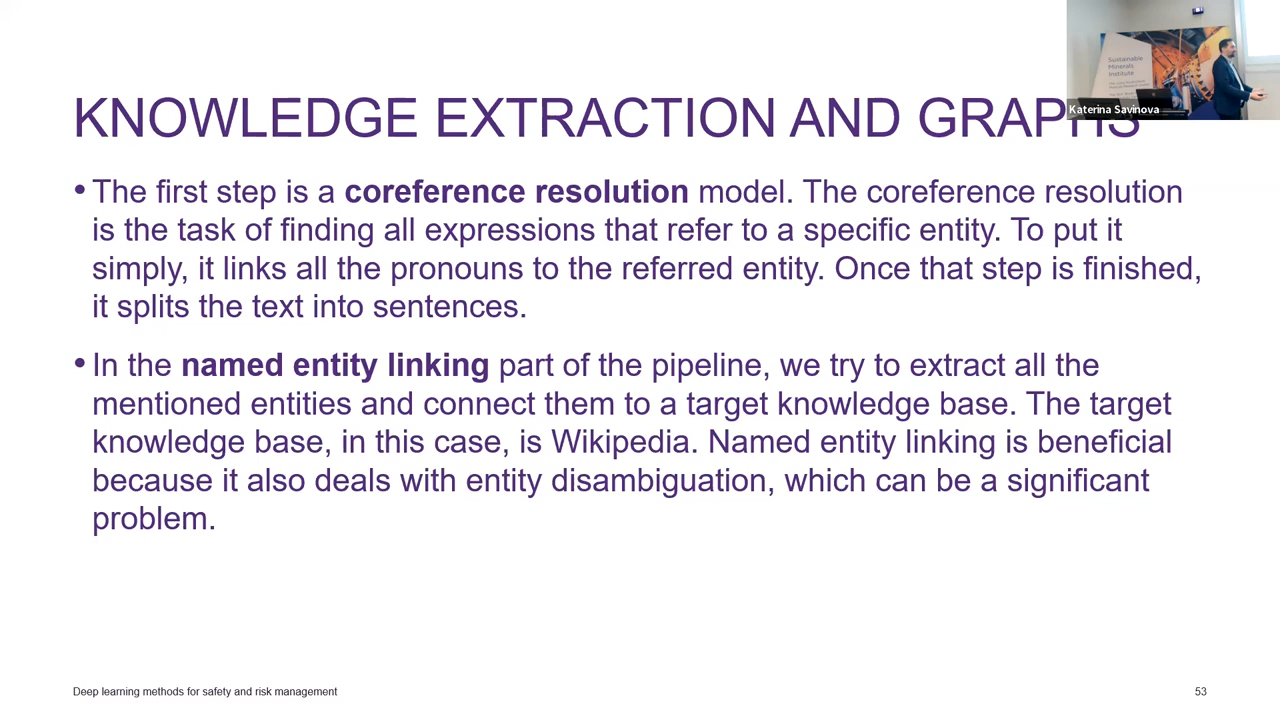 KNOWLEDGE EXTRACTION AND GRAPHS
• The first step is a coreference resolution model. The coreference resolution
is the task of finding all expressions that refer to a specific entity. To put it
simply, it links all the pronouns to the referred entity. Once that step is finished,
it splits the text into sentences.
• In the named entity linking part of the pipeline, we try to extract all the
mentioned entities and connect them to a target knowledge base. The target
knowledge base, in this case, is Wikipedia. Named entity linking is beneficial
because it also deals with entity disambiguation, which can be a significant
problem.
Sustainable
Minerals
Institute
Katerina Savinova
Deep learning methods for safety and risk management
53